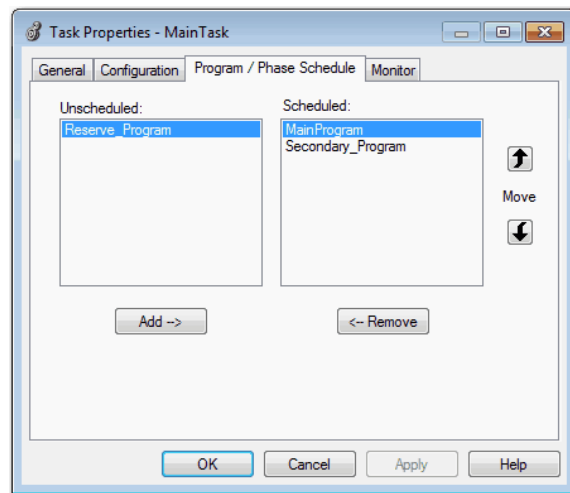 Task Properties - MainTask
General Configuration Program / Phase Schedule Monitor
Unscheduled: Scheduled:
Reserve_Program MainProgram
Secondary_Program
Move
Add --> <-- Remove
OK Cancel Apply Help